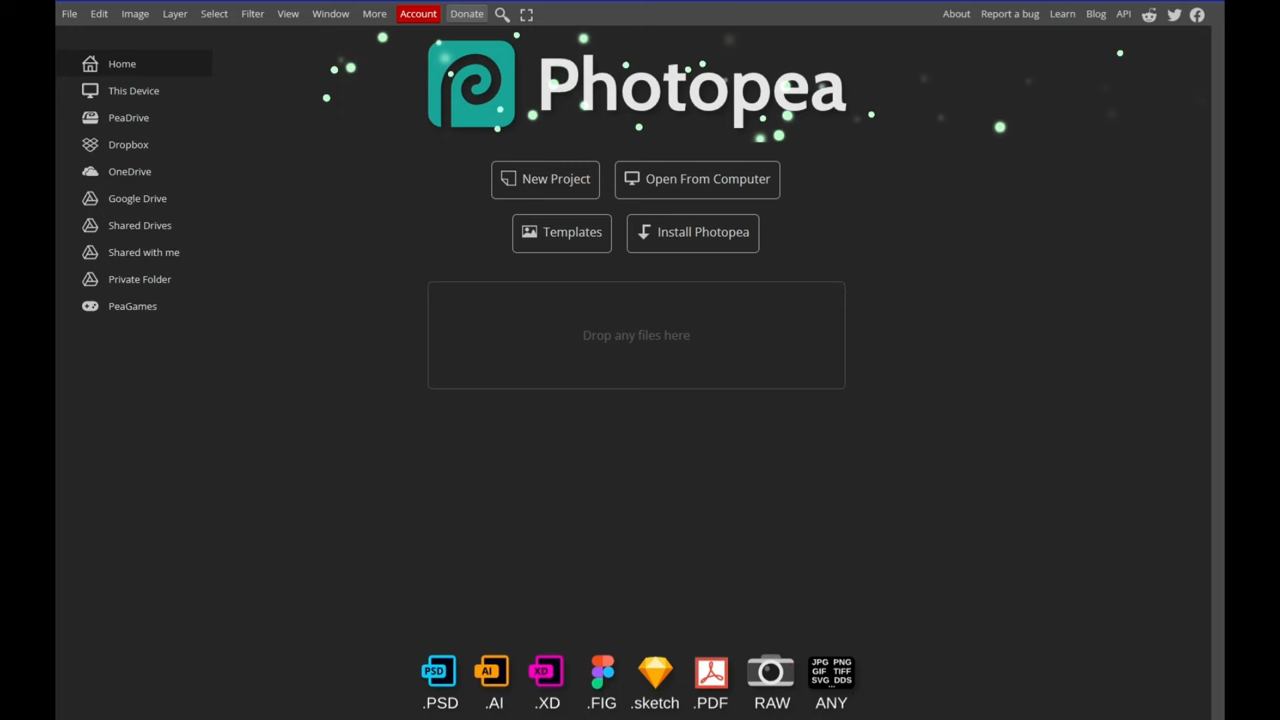 File Edit Image Layer Select Filter View Window More Account Donate About Report a bug Learn Blog API
Photopea
Home
This Device
PeaDrive
Dropbox
OneDrive
Google Drive
Shared Drives
Shared with me
Private Folder
PeaGames
New Project Open From Computer
Templates Install Photopea
Drop any files here
PSD AI XD JPG PNG
GIF TIFF
SVG DDS
...
.PSD .AI .XD .FIG .sketch .PDF RAW ANY